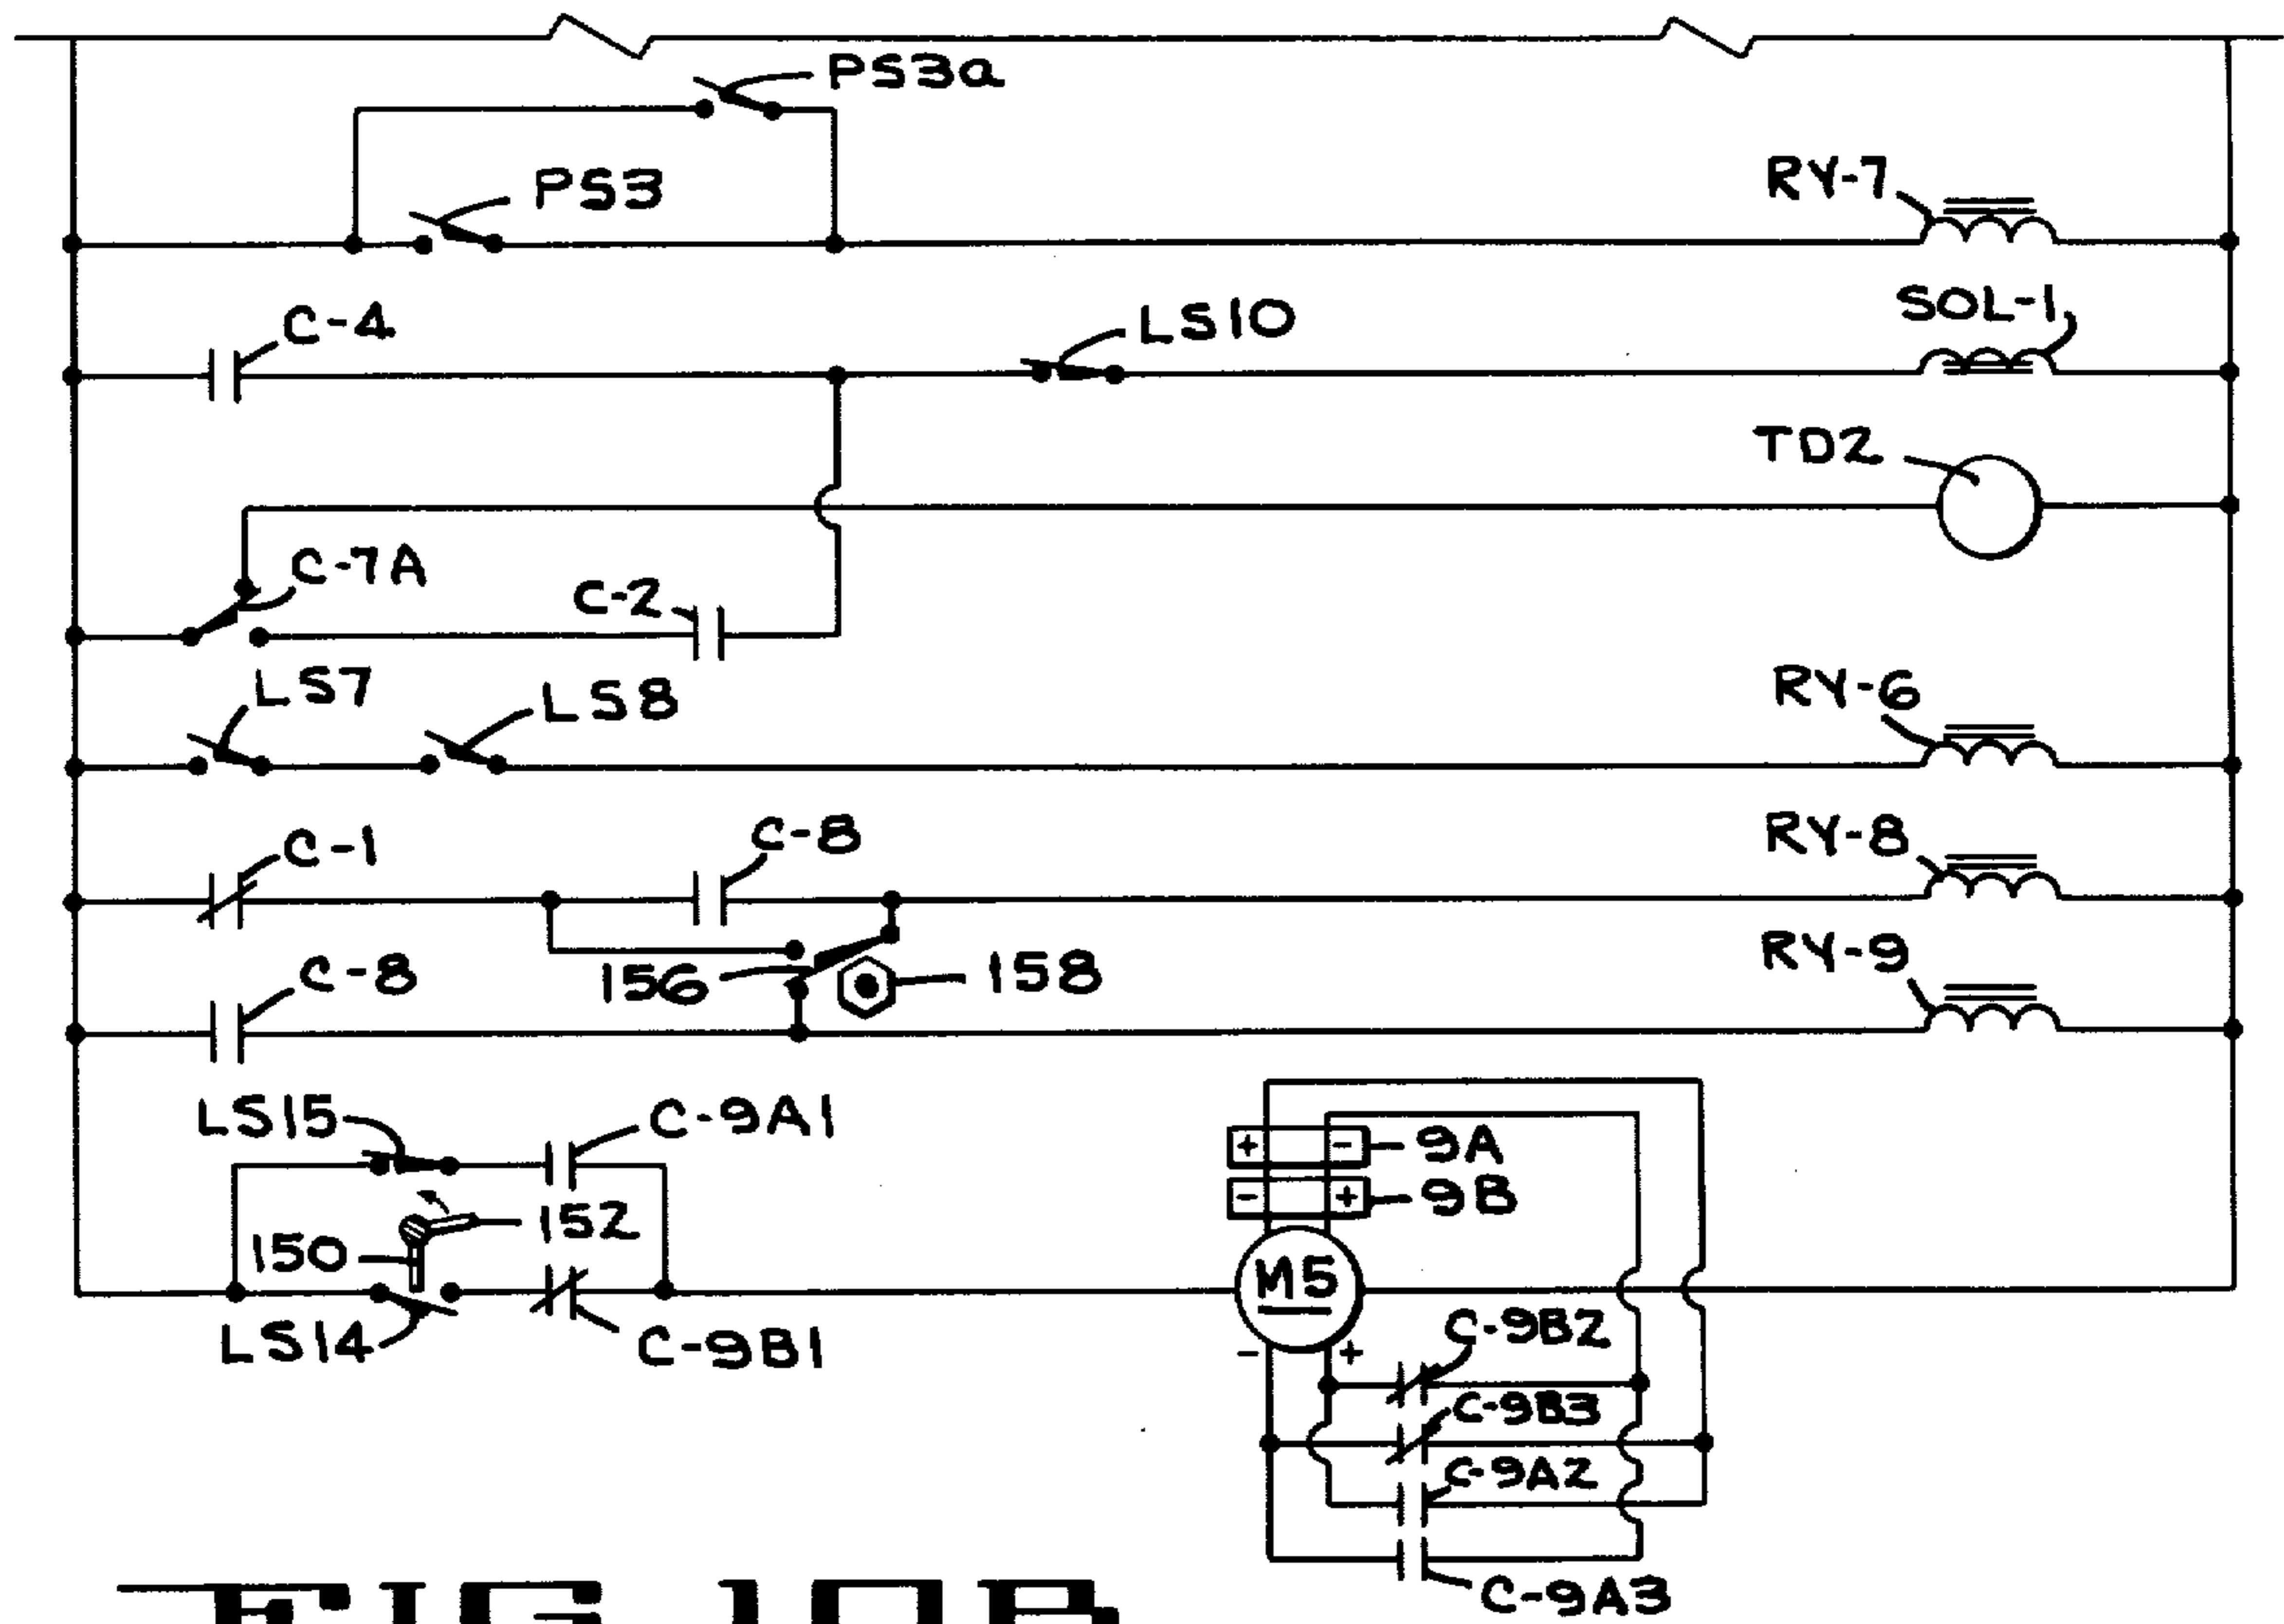 PS3a
PS3
RY-7
C-4
LS10
SOL-1
TD2
C-7A
C-2
LS7
LS8
RY-6
C-1
C-8
RY-8
C-8
156
158
RY-9
LS15
C-9A1
+ - 9A
- + 9B
152
150
M5
LS14
C-9B1
- +
C-9B2
C-9B3
C-9A2
C-9A3
FIG 10B